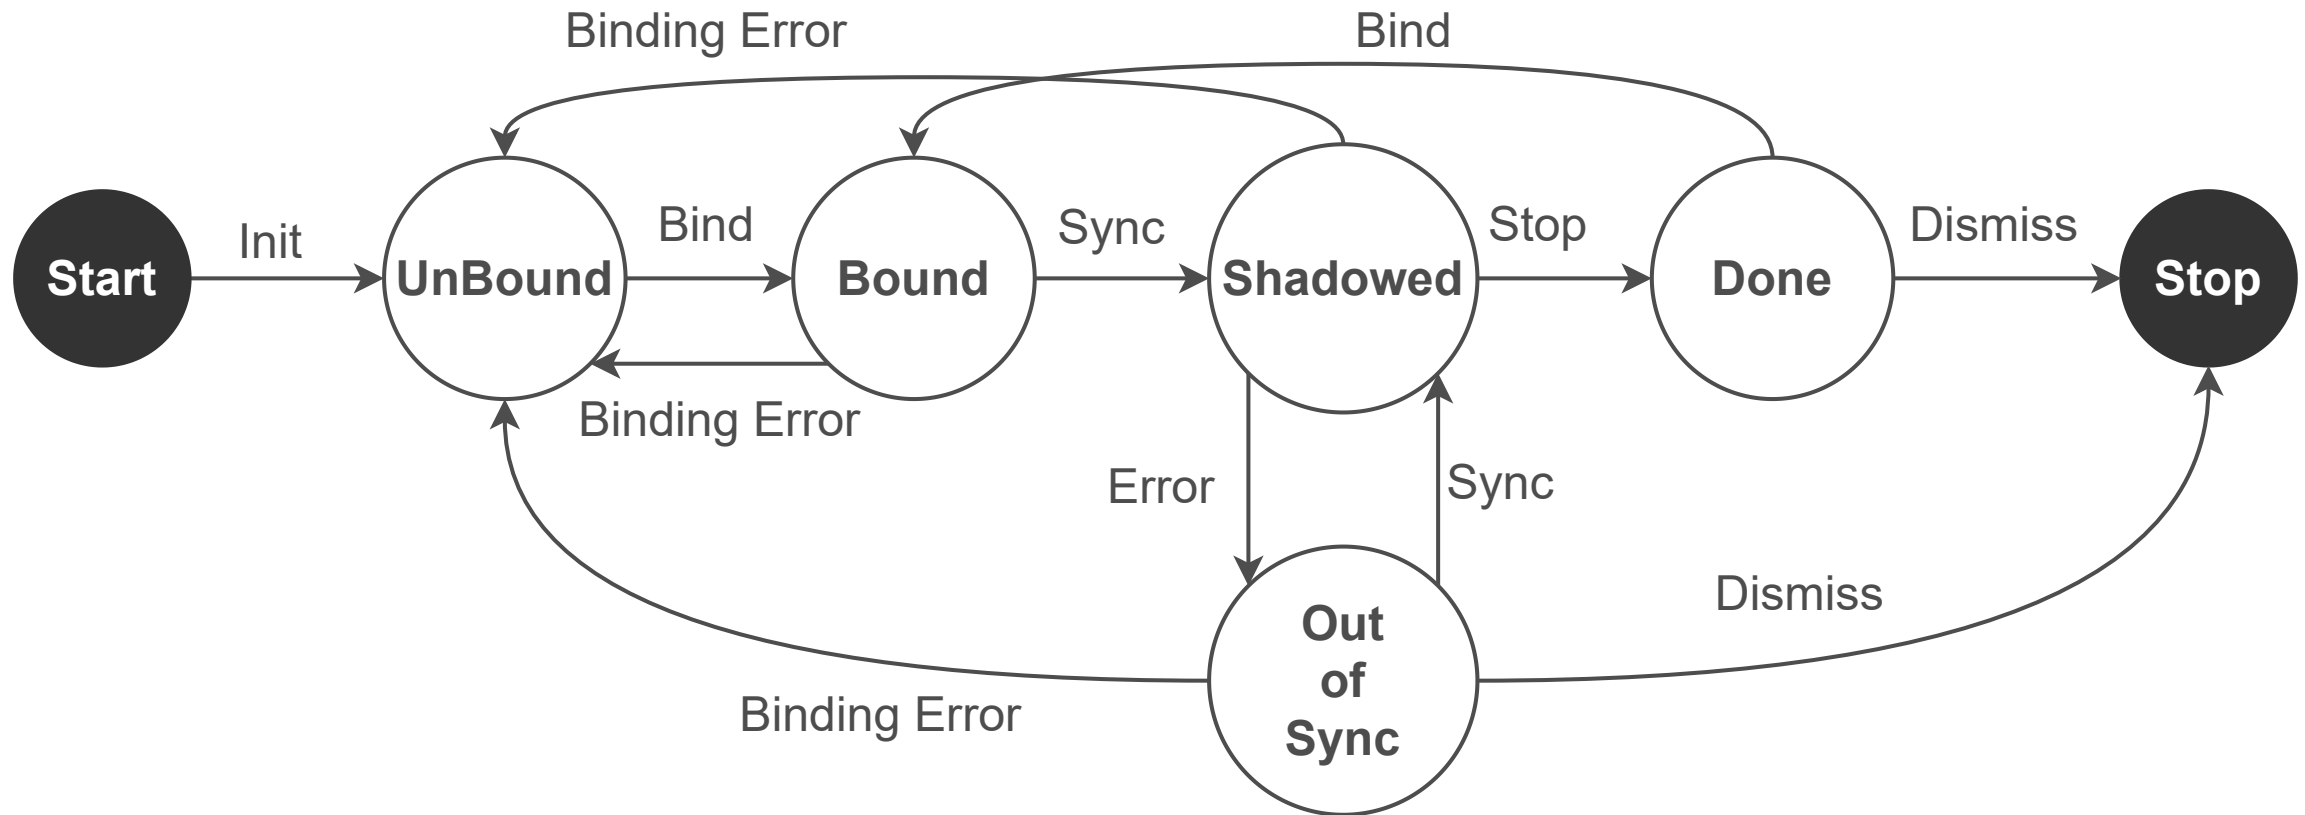 Binding Error
Bind
Init
Bind
Sync
Stop
Dismiss
Start
UnBound
Bound
Shadowed
Done
Stop
Binding Error
Error
Sync
Dismiss
Out
of
Sync
Binding Error